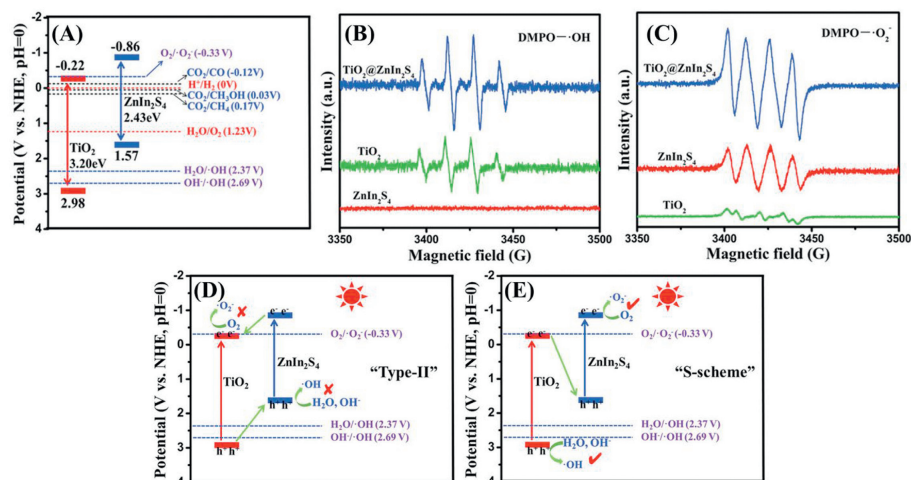 (A)
Potential (V vs. NHE, pH=0)
-2
-1
0
1
2
3
4
-0.22
-0.86
O₂/·O₂⁻(-0.33 V)
CO₂/CO (-0.12V)
H⁺/H₂ (0V)
CO₂/CH₃OH (0.03V)
CO₂/CH₄ (0.17V)
ZnIn₂S₄
2.43eV
H₂O/O₂ (1.23V)
TiO₂
3.20eV
1.57
H₂O/·OH (2.37 V)
OH⁻/·OH (2.69 V)
2.98
(B)
DMPO—·OH
Intensity (a.u.)
TiO₂@ZnIn₂S₄
TiO₂
ZnIn₂S₄
3350
3400
3450
3500
Magnetic field (G)
(C)
DMPO—·O₂⁻
Intensity (a.u.)
TiO₂@ZnIn₂S₄
ZnIn₂S₄
TiO₂
3350
3400
3450
3500
Magnetic field (G)
(D)
Potential (V vs. NHE, pH=0)
-2
-1
0
1
2
3
4
·O₂⁻
O₂
e⁻ e⁻
e⁻ e⁻
O₂/·O₂⁻(-0.33 V)
TiO₂
ZnIn₂S₄
“Type-II”
·OH
H₂O, OH⁻
h⁺ h⁺
H₂O/·OH (2.37 V)
OH⁻/·OH (2.69 V)
h⁺ h⁺
(E)
Potential (V vs. NHE, pH=0)
-2
-1
0
1
2
3
4
e⁻ e⁻
·O₂⁻
O₂
e⁻ e⁻
O₂/·O₂⁻(-0.33 V)
TiO₂
ZnIn₂S₄
“S-scheme”
h⁺ h⁺
H₂O/·OH (2.37 V)
OH⁻/·OH (2.69 V)
h⁺ h⁺
H₂O, OH⁻
·OH